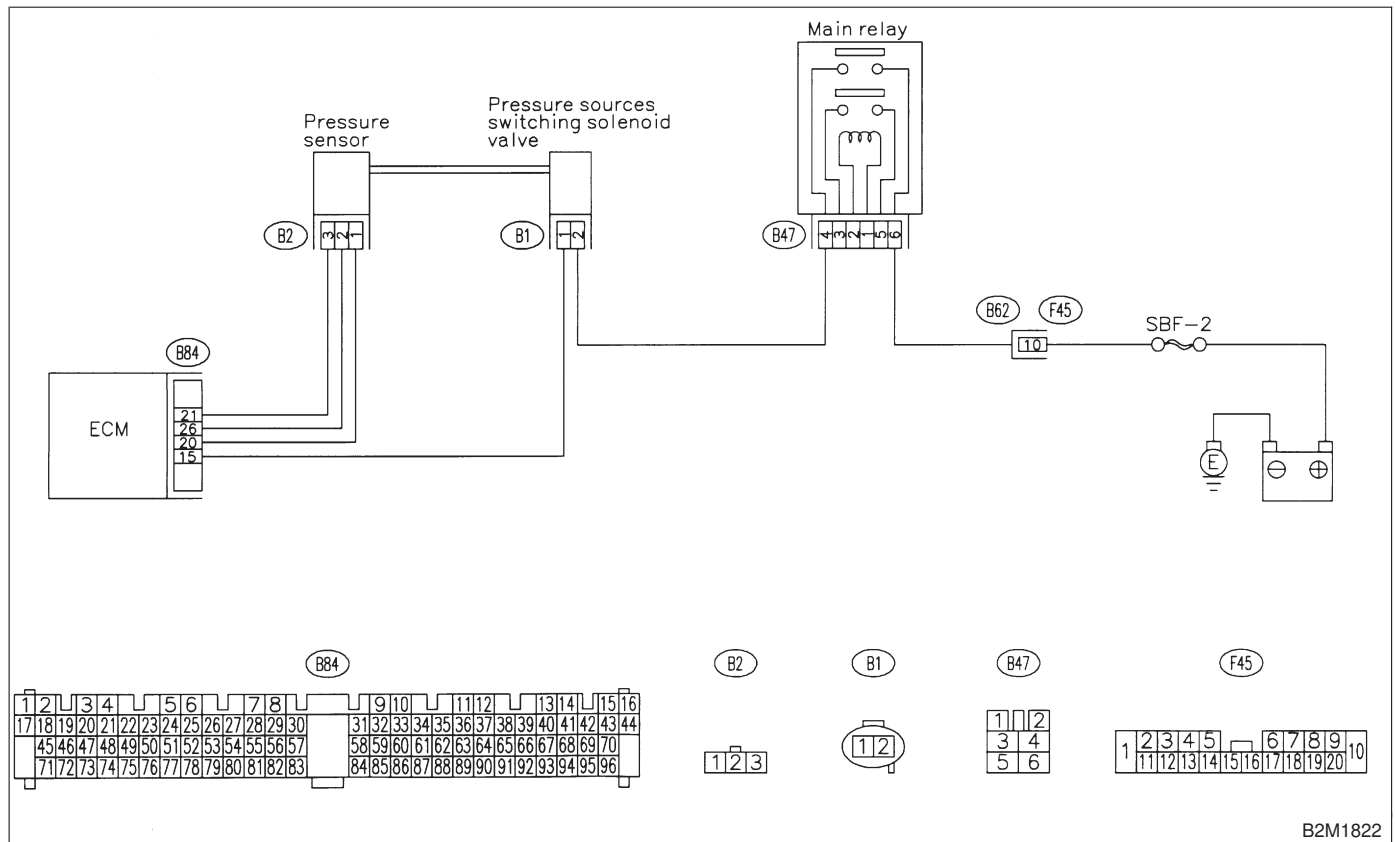 Main relay
Pressure sources
switching solenoid
valve
Pressure
sensor
B2
3 2 1
B1
1 2
B47
4 3 2 1 5 6
B62 F45
10
SBF-2
B84
ECM
21
26
20
15
E
⊖ ⊕
B84
B2
B1
B47
F45
1 2 3 4 5 6 7 8 9 10 11 12 13 14 15 16
17 18 19 20 21 22 23 24 25 26 27 28 29 30 31 32 33 34 35 36 37 38 39 40 41 42 43 44
45 46 47 48 49 50 51 52 53 54 55 56 57 58 59 60 61 62 63 64 65 66 67 68 69 70
71 72 73 74 75 76 77 78 79 80 81 82 83 84 85 86 87 88 89 90 91 92 93 94 95 96
1 2 3
1 2
1 2
3 4
5 6
1 2 3 4 5 6 7 8 9 10
11 12 13 14 15 16 17 18 19 20
B2M1822